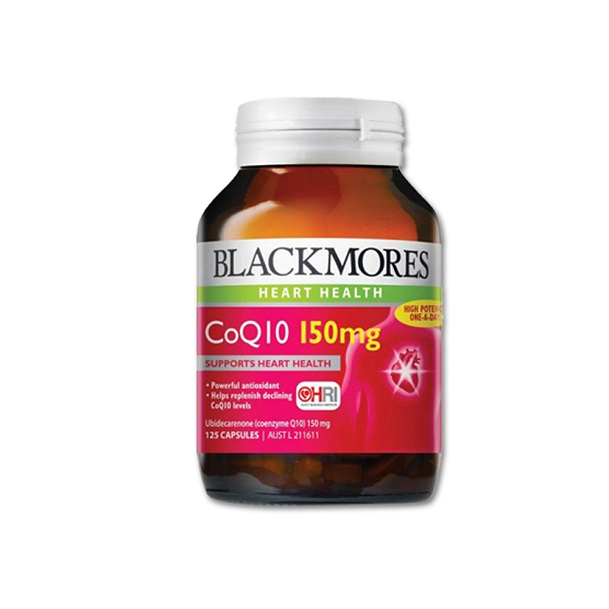 BLACKMORES
HEART HEALTH
HIGH POTENCY
ONE-A-DAY
CoQ10 150mg
SUPPORTS HEART HEALTH
• Powerful antioxidant
• Helps replenish declining
CoQ10 levels
HRI
Ubidecarenone (coenzyme Q10) 150 mg
125 CAPSULES | AUST L 211611